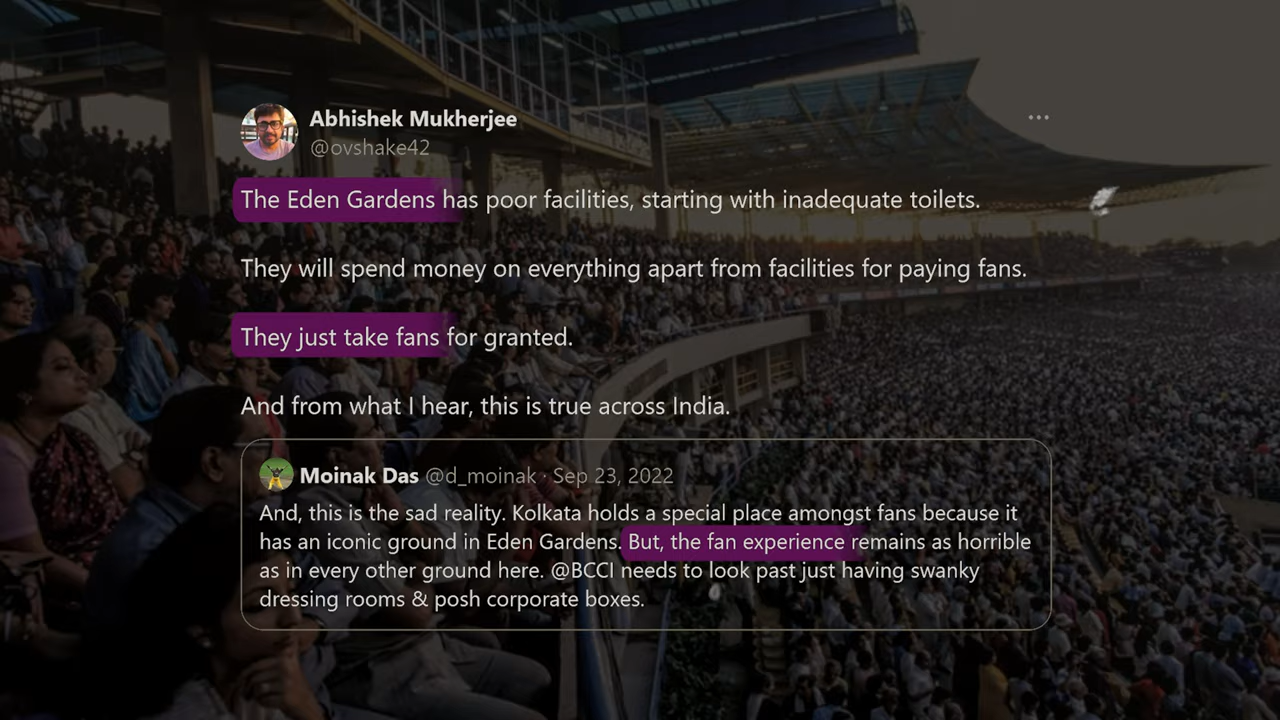 Abhishek Mukherjee
@ovshake42
The Eden Gardens has poor facilities, starting with inadequate toilets.
They will spend money on everything apart from facilities for paying fans.
They just take fans for granted.
And from what I hear, this is true across India.
Moinak Das @d_moinak · Sep 23, 2022
And, this is the sad reality. Kolkata holds a special place amongst fans because it
has an iconic ground in Eden Gardens. But, the fan experience remains as horrible
as in every other ground here. @BCCI needs to look past just having swanky
dressing rooms & posh corporate boxes.